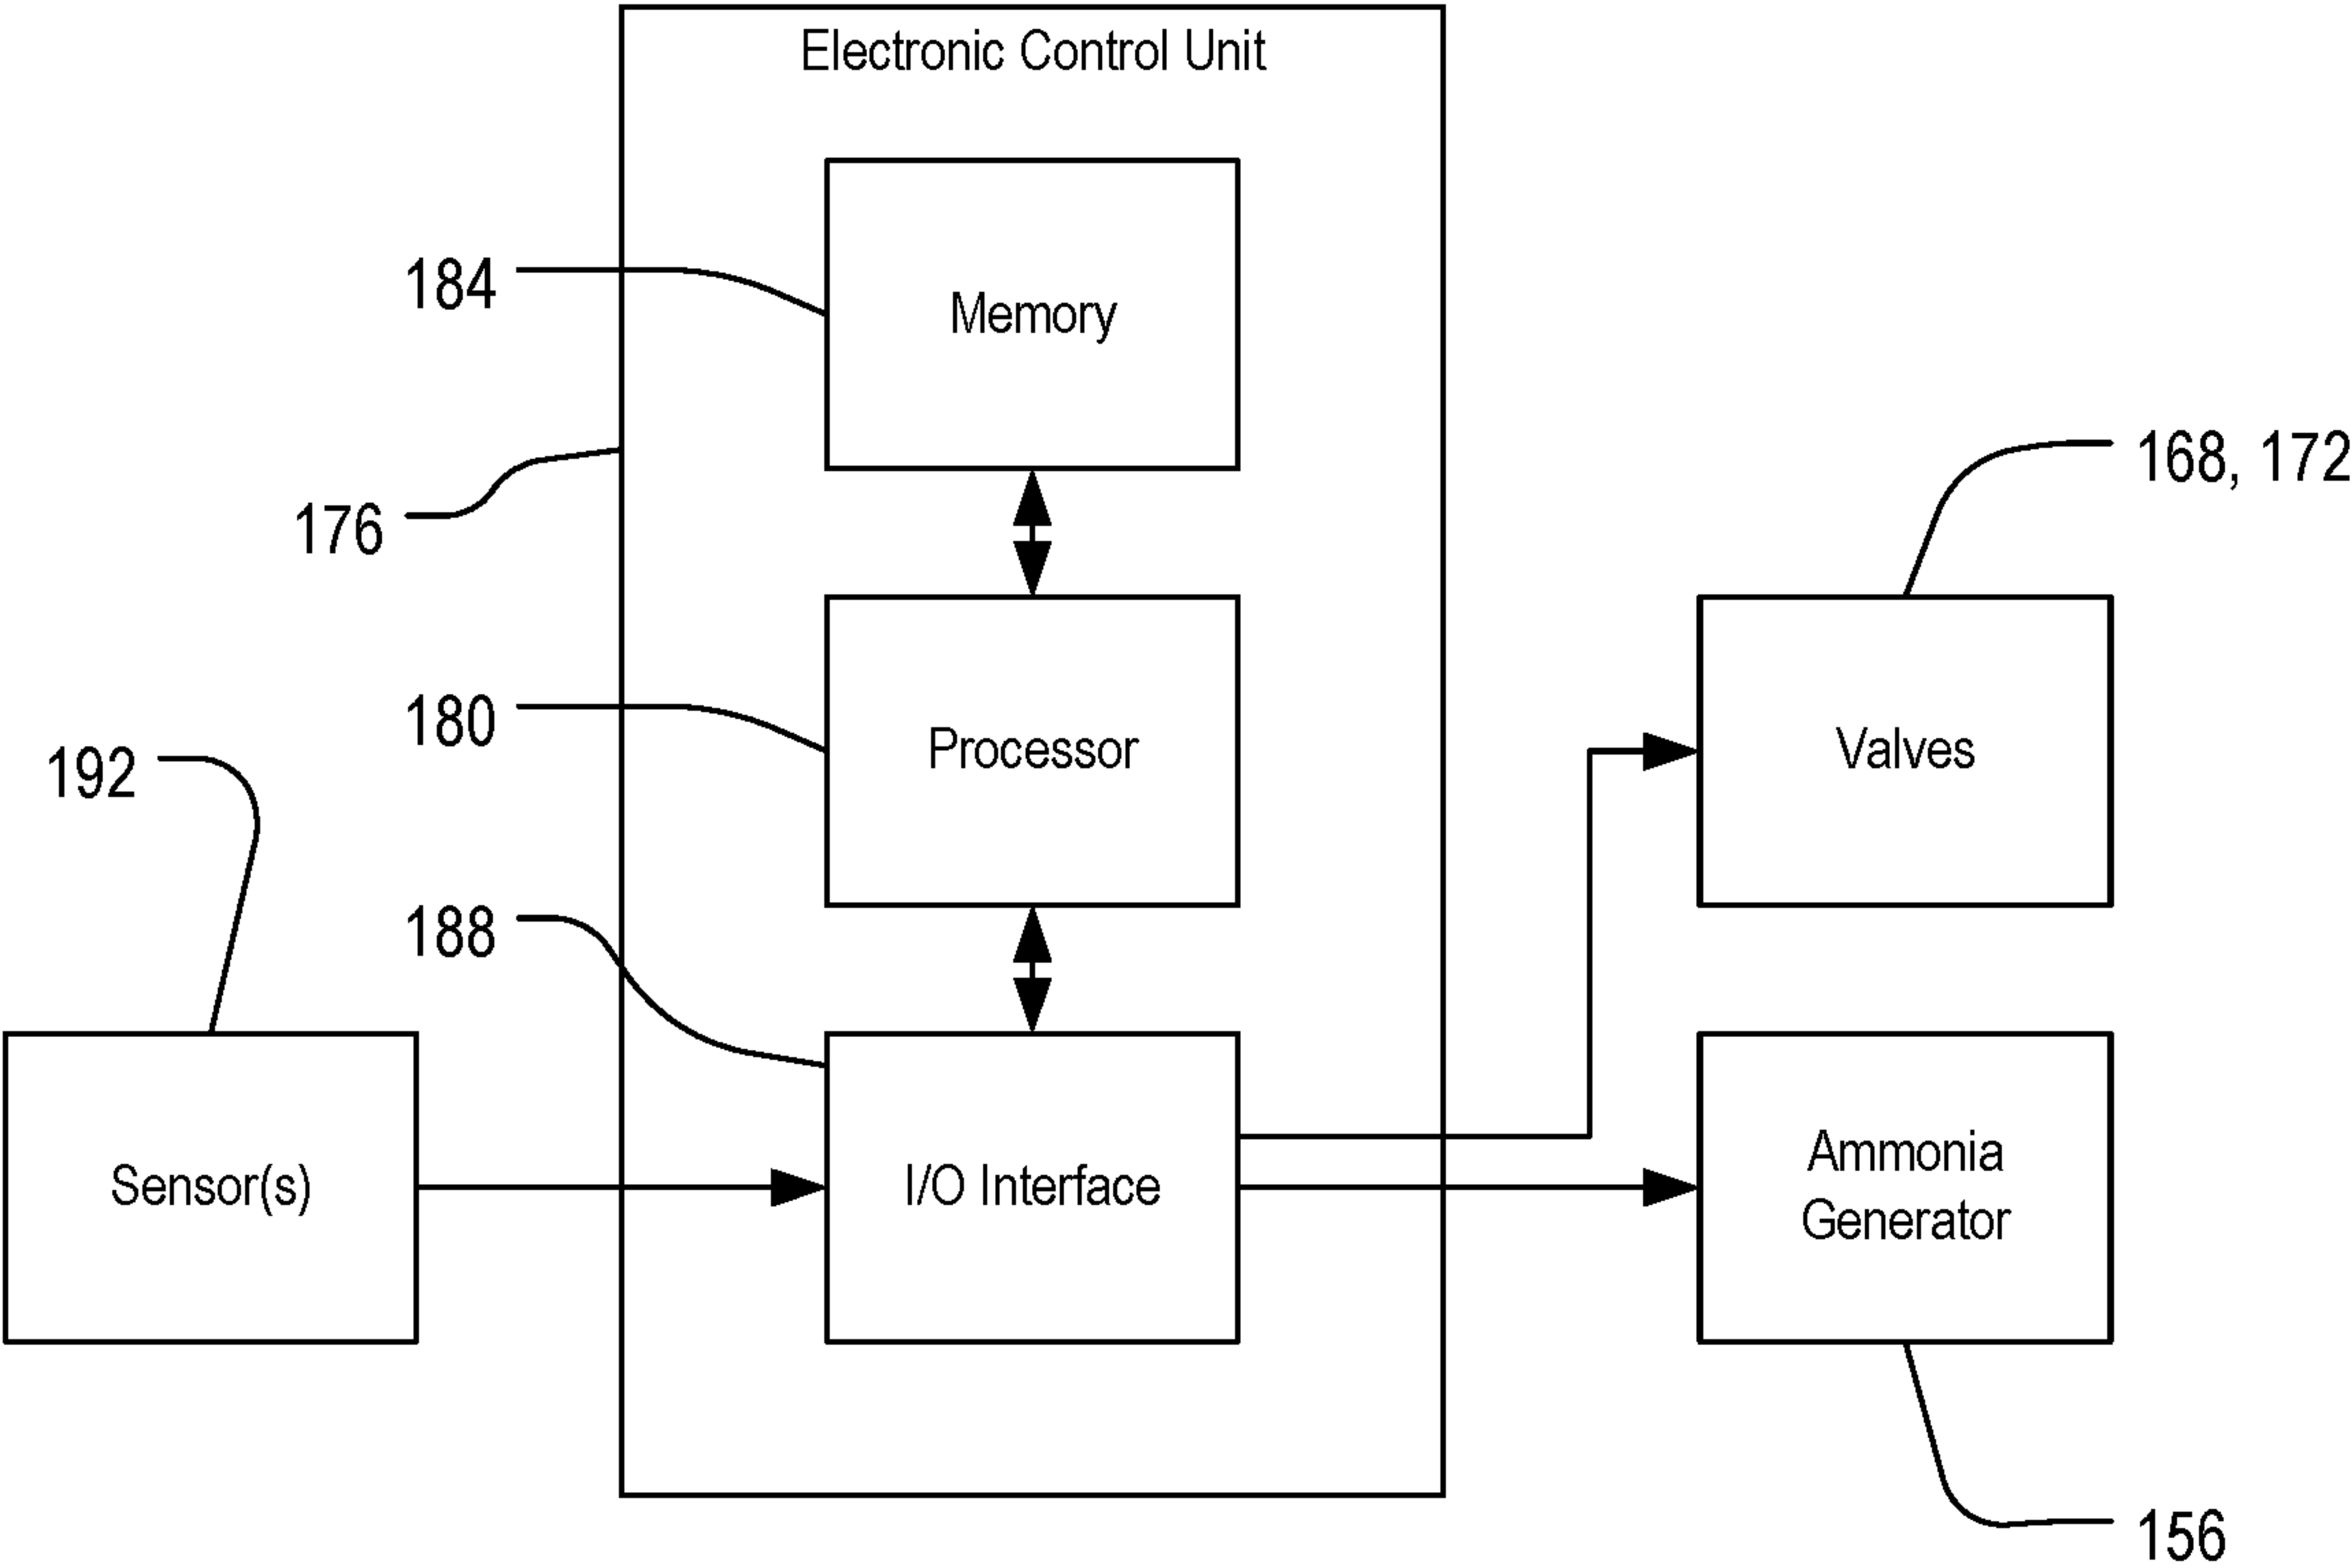 Electronic Control Unit
184
Memory
176
168, 172
180
Processor
192
Valves
188
Sensor(s)
I/O Interface
Ammonia
Generator
156